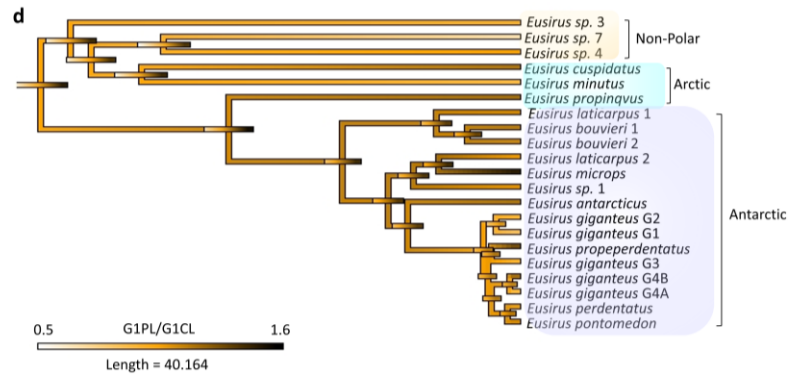 d
Eusirus sp. 3
Eusirus sp. 7
Eusirus sp. 4
Non-Polar
Eusirus cuspidatus
Eusirus minutus
Eusirus propinqvus
Arctic
Eusirus laticarpus 1
Eusirus bouvieri 1
Eusirus bouvieri 2
Eusirus laticarpus 2
Eusirus microps
Eusirus sp. 1
Eusirus antarcticus
Eusirus giganteus G2
Eusirus giganteus G1
Eusirus propeperdentatus
Eusirus giganteus G3
Eusirus giganteus G4B
Eusirus giganteus G4A
Eusirus perdentatus
Eusirus pontomedon
Antarctic
0.5 G1PL/G1CL 1.6
Length = 40.164